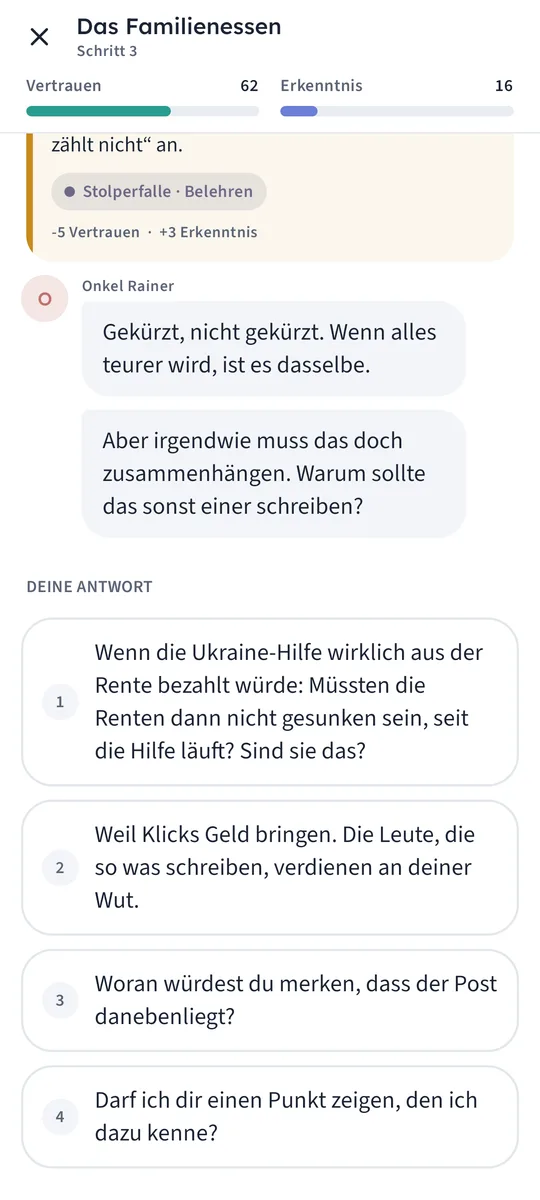 Das Familienessen
Schritt 3
Vertrauen 62
Erkenntnis 16
zählt nicht“ an.
Stolperfalle · Belehren
-5 Vertrauen · +3 Erkenntnis
O
Onkel Rainer
Gekürzt, nicht gekürzt. Wenn alles
teurer wird, ist es dasselbe.
Aber irgendwie muss das doch
zusammenhängen. Warum sollte
das sonst einer schreiben?
DEINE ANTWORT
1
Wenn die Ukraine-Hilfe wirklich aus der
Rente bezahlt würde: Müssten die
Renten dann nicht gesunken sein, seit
die Hilfe läuft? Sind sie das?
2
Weil Klicks Geld bringen. Die Leute, die
so was schreiben, verdienen an deiner
Wut.
3
Woran würdest du merken, dass der Post
danebenliegt?
4
Darf ich dir einen Punkt zeigen, den ich
dazu kenne?